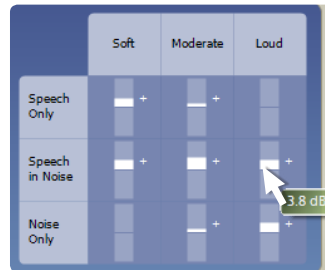 Soft Moderate Loud
Speech
Only
+ +
Speech
in Noise
+ + +
3.8 dB
Noise
Only
+ +